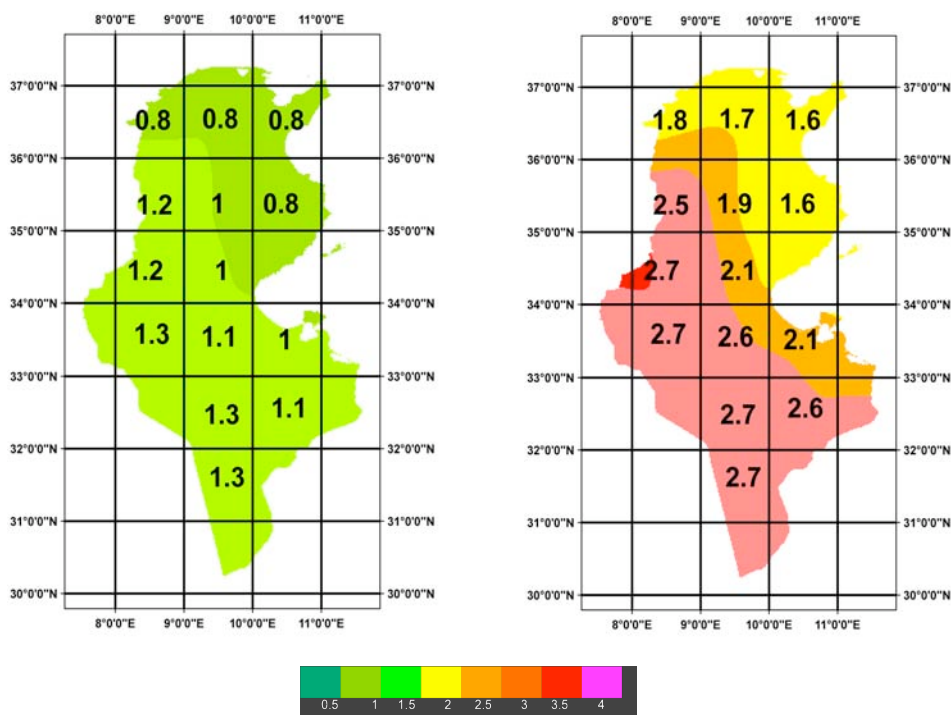 8°0'0"E 9°0'0"E 10°0'0"E 11°0'0"E
37°0'0"N 37°0'0"N
0.8 0.8 0.8
36°0'0"N 36°0'0"N
1.2 1 0.8
35°0'0"N 35°0'0"N
1.2 1
34°0'0"N 34°0'0"N
1.3 1.1 1
33°0'0"N 33°0'0"N
1.3 1.1
32°0'0"N 32°0'0"N
1.3
31°0'0"N 31°0'0"N
30°0'0"N 30°0'0"N
8°0'0"E 9°0'0"E 10°0'0"E 11°0'0"E
8°0'0"E 9°0'0"E 10°0'0"E 11°0'0"E
37°0'0"N 37°0'0"N
1.8 1.7 1.6
36°0'0"N 36°0'0"N
2.5 1.9 1.6
35°0'0"N 35°0'0"N
2.7 2.1
34°0'0"N 34°0'0"N
2.7 2.6 2.1
33°0'0"N 33°0'0"N
2.7 2.6
32°0'0"N 32°0'0"N
2.7
31°0'0"N 31°0'0"N
30°0'0"N 30°0'0"N
8°0'0"E 9°0'0"E 10°0'0"E 11°0'0"E
0.5 1 1.5 2 2.5 3 3.5 4